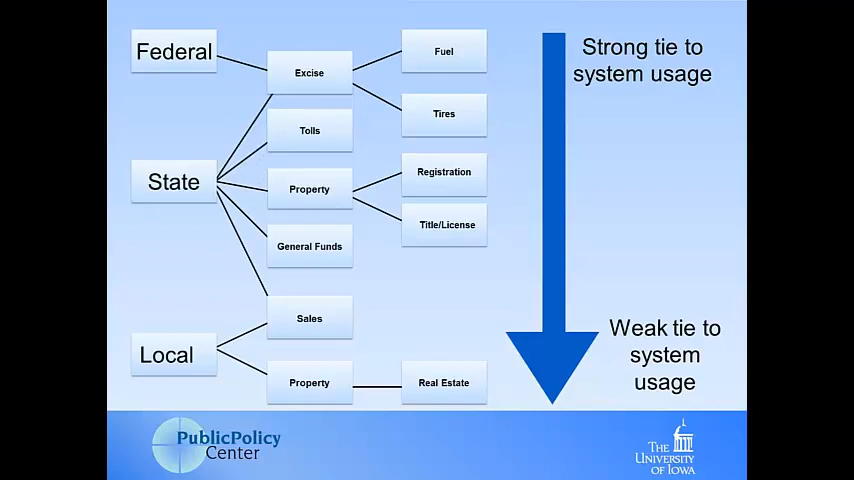 Federal
Excise
Fuel
Tires
Tolls
State
Property
Registration
Title/License
General Funds
Sales
Local
Property
Real Estate
Strong tie to
system usage
Weak tie to
system
usage
PublicPolicy
Center
THE
UNIVERSITY
OF IOWA